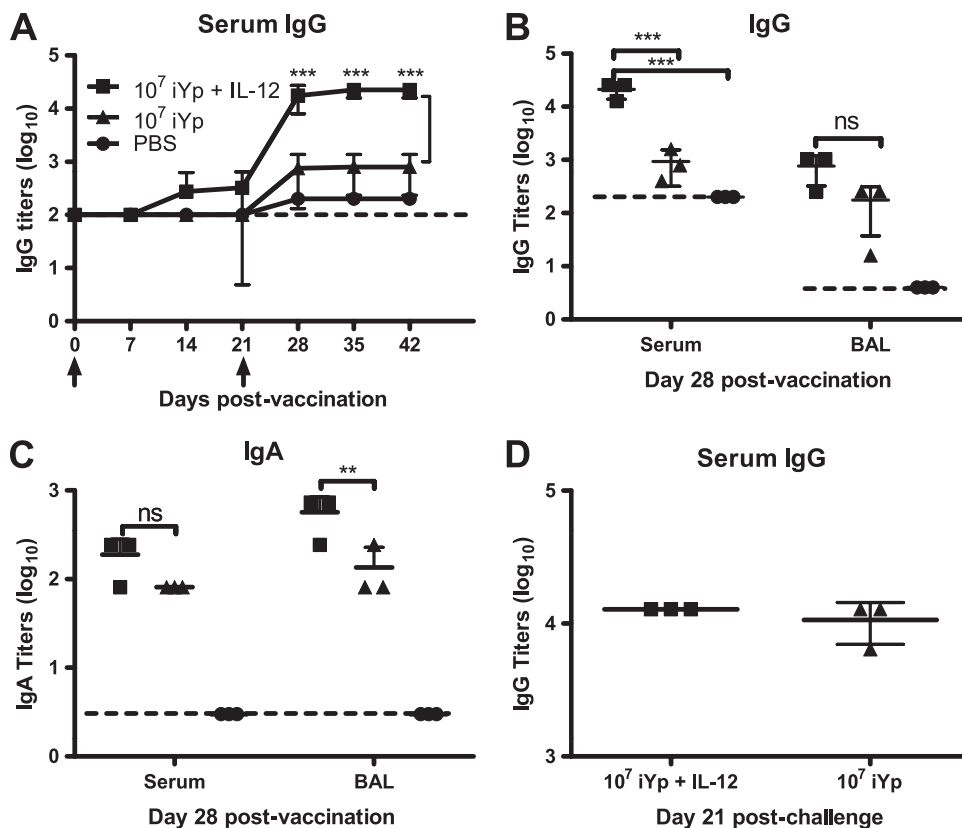 A
Serum IgG
IgG titers (log10)
5
4
3
2
1
0
10^7 iYp + IL-12
10^7 iYp
PBS
*** *** ***
0 7 14 21 28 35 42
Days post-vaccination
B
IgG
IgG Titers (log10)
5
4
3
2
1
0
***
***
ns
Serum BAL
Day 28 post-vaccination
C
IgA
IgA Titers (log10)
3
2
1
0
ns
**
Serum BAL
Day 28 post-vaccination
D
Serum IgG
IgG Titers (log10)
5
4
3
10^7 iYp + IL-12 10^7 iYp
Day 21 post-challenge